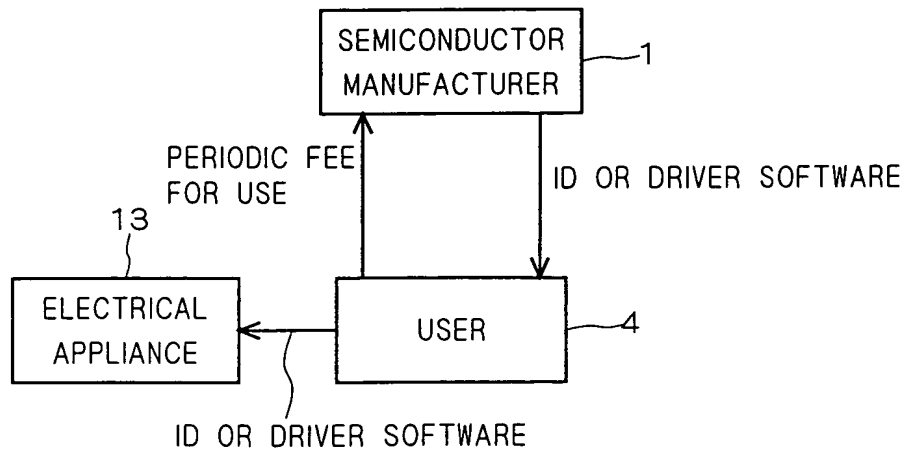 SEMICONDUCTOR
MANUFACTURER
1
PERIODIC FEE
FOR USE
ID OR DRIVER SOFTWARE
13
ELECTRICAL
APPLIANCE
USER
4
ID OR DRIVER SOFTWARE